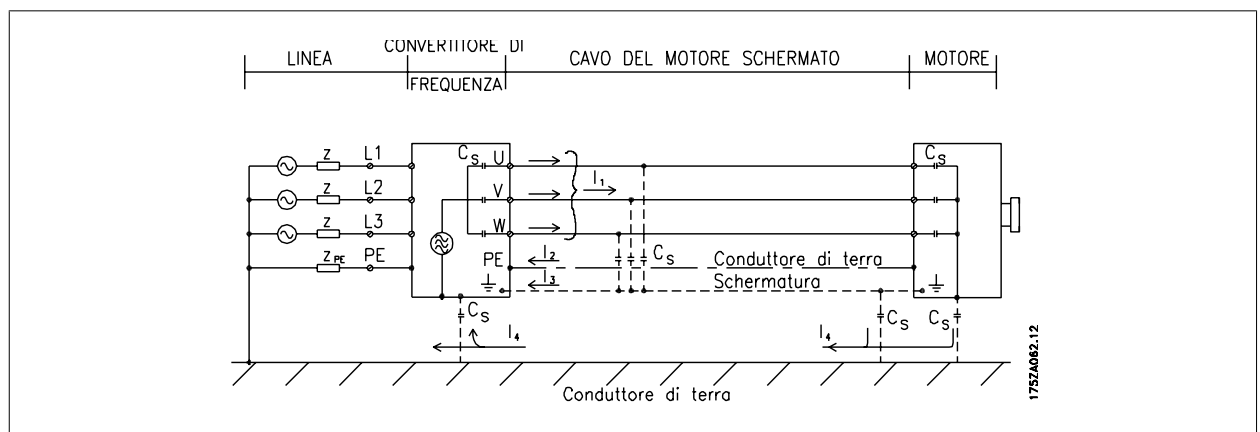 LINEA
CONVERTITORE DI
FREQUENZA
CAVO DEL MOTORE SCHERMATO
MOTORE
Z L1
Z L2
Z L3
Z PE PE
C S U
V
W
PE
I 1
I 2
I 3
C S
Conduttore di terra
Schermatura
C S
C S
I 4
I 4
C S
C S
Conduttore di terra
175ZA062.12